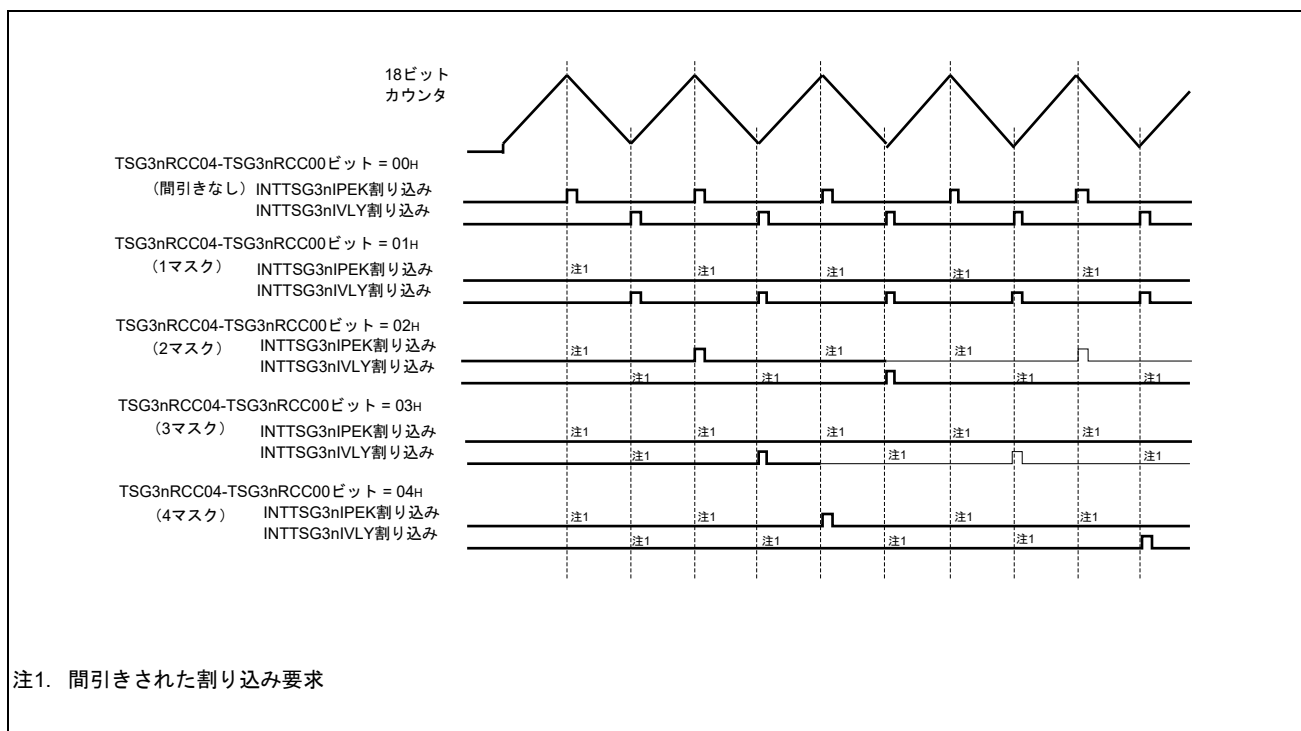 18ビット
カウンタ
TSG3nRCC04-TSG3nRCC00ビット = 00H
(間引きなし) INTTSG3nIPEK割り込み
INTTSG3nIVLY割り込み
TSG3nRCC04-TSG3nRCC00ビット = 01H
(1マスク) INTTSG3nIPEK割り込み 注1 注1 注1 注1 注1
INTTSG3nIVLY割り込み
TSG3nRCC04-TSG3nRCC00ビット = 02H
(2マスク) INTTSG3nIPEK割り込み 注1 注1 注1
INTTSG3nIVLY割り込み 注1 注1 注1 注1
TSG3nRCC04-TSG3nRCC00ビット = 03H
(3マスク) INTTSG3nIPEK割り込み 注1 注1 注1 注1 注1
INTTSG3nIVLY割り込み 注1 注1 注1
TSG3nRCC04-TSG3nRCC00ビット = 04H
(4マスク) INTTSG3nIPEK割り込み 注1 注1 注1 注1
INTTSG3nIVLY割り込み 注1 注1 注1 注1
注1. 間引きされた割り込み要求